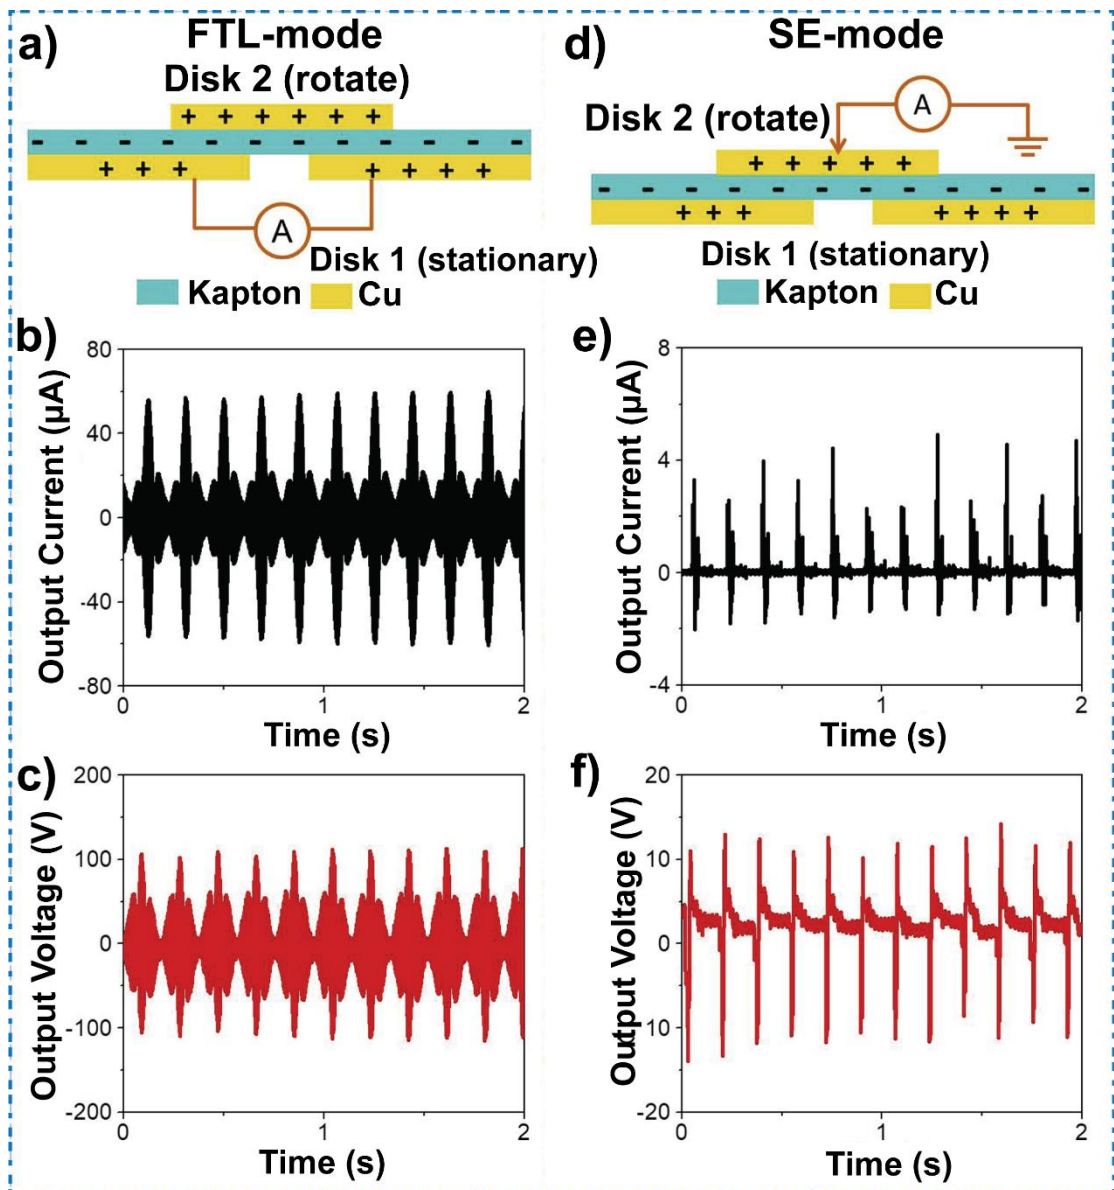 a)
FTL-mode
Disk 2 (rotate)
+ + + + + +
- - - - - - - - - - -
+ + + + + + +
A
Disk 1 (stationary)
Kapton Cu
d)
SE-mode
A
Disk 2 (rotate)
+ + + + +
- - - - - - - - - - -
+ + + + + + +
Disk 1 (stationary)
Kapton Cu
b)
Output Current (µA)
80
40
0
-40
-80
0 1 2
Time (s)
e)
Output Current (µA)
8
4
0
-4
0 1 2
Time (s)
c)
Output Voltage (V)
200
100
0
-100
-200
0 1 2
Time (s)
f)
Output Voltage (V)
20
10
0
10
-20
0 1 2
Time (s)